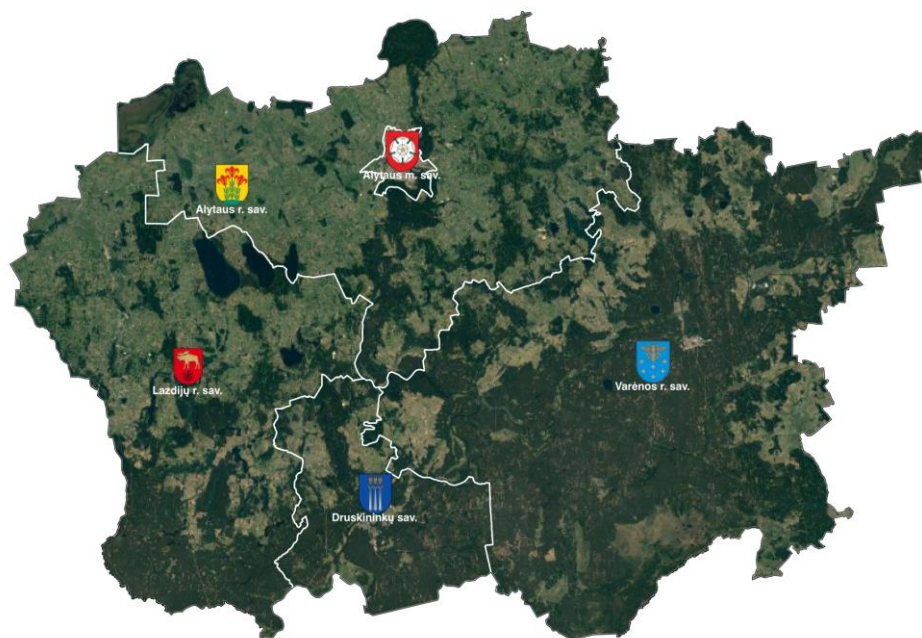 Alytaus m. sav.
Alytaus r. sav.
Lazdijų r. sav.
Varėnos r. sav.
Druskininkų sav.